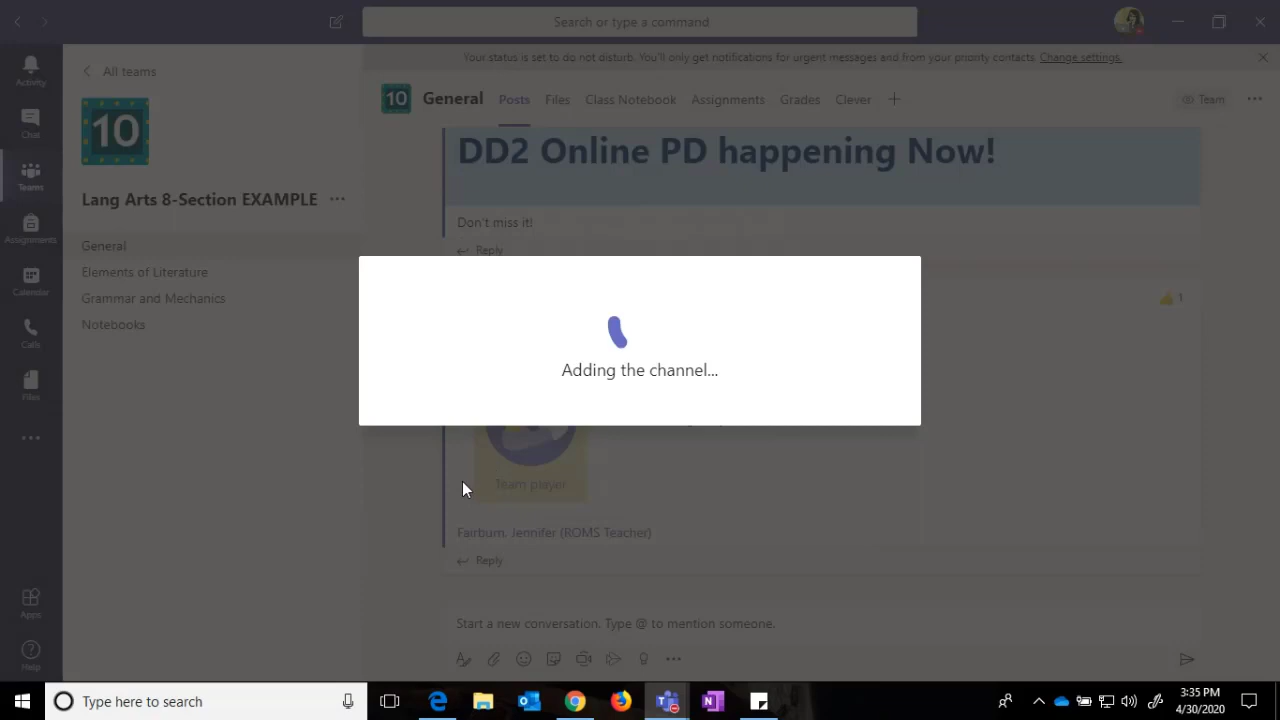 Search or type a command
Your status is set to do not disturb. You'll only get notifications for urgent messages and from your priority contacts. Change settings.
Activity
Chat
Teams
Assignments
Calendar
Calls
Files
Apps
Help
All teams
10
Lang Arts 8-Section EXAMPLE
General
Elements of Literature
Grammar and Mechanics
Notebooks
10 General Posts Files Class Notebook Assignments Grades Clever Team
DD2 Online PD happening Now!
Don't miss it!
Reply
1
Adding the channel...
Team player
Fairburn, Jennifer (ROMS Teacher)
Reply
Start a new conversation. Type @ to mention someone.
Type here to search
3:35 PM
4/30/2020